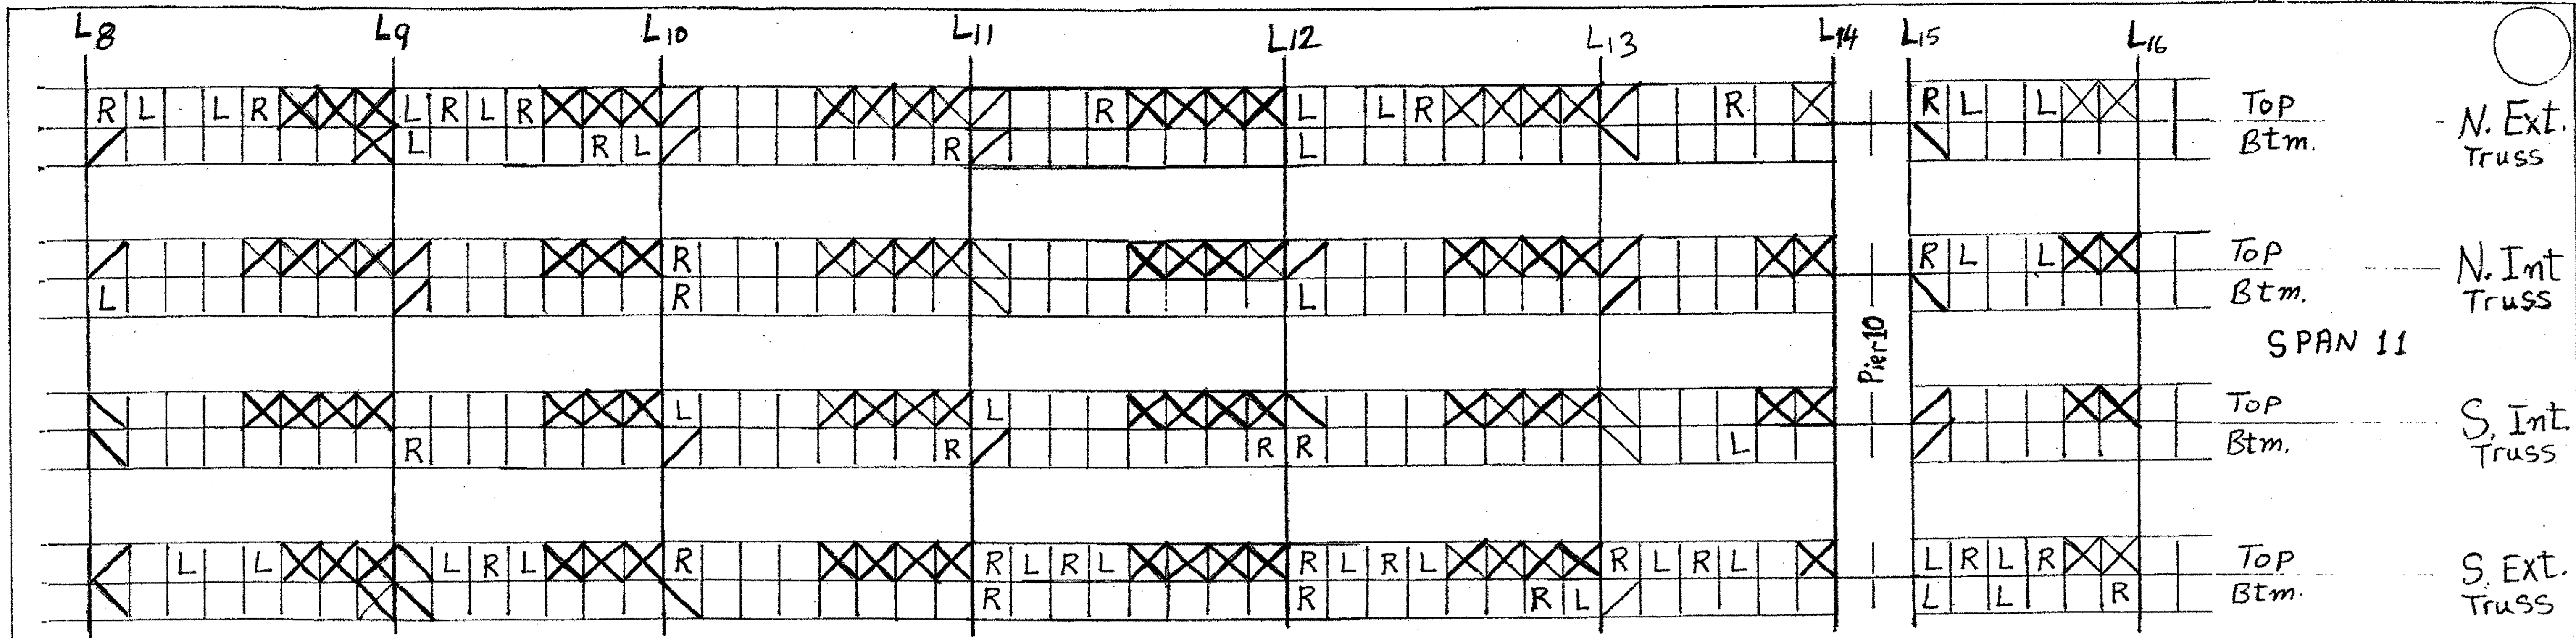 L8 L9 L10 L11 L12 L13 L14 L15 L16
R L L R L R L R R L L R R R L L Top
L R L R L Btm.
N. Ext. Truss
R R L L Top
L R L Btm.
N. Int Truss
Pier 10
SPAN 11
L L Top
R R R R L Btm.
S. Int. Truss
L L L R L R R L R L R L R L R L R L L R L R Top
R R R L L L R Btm.
S. Ext. Truss